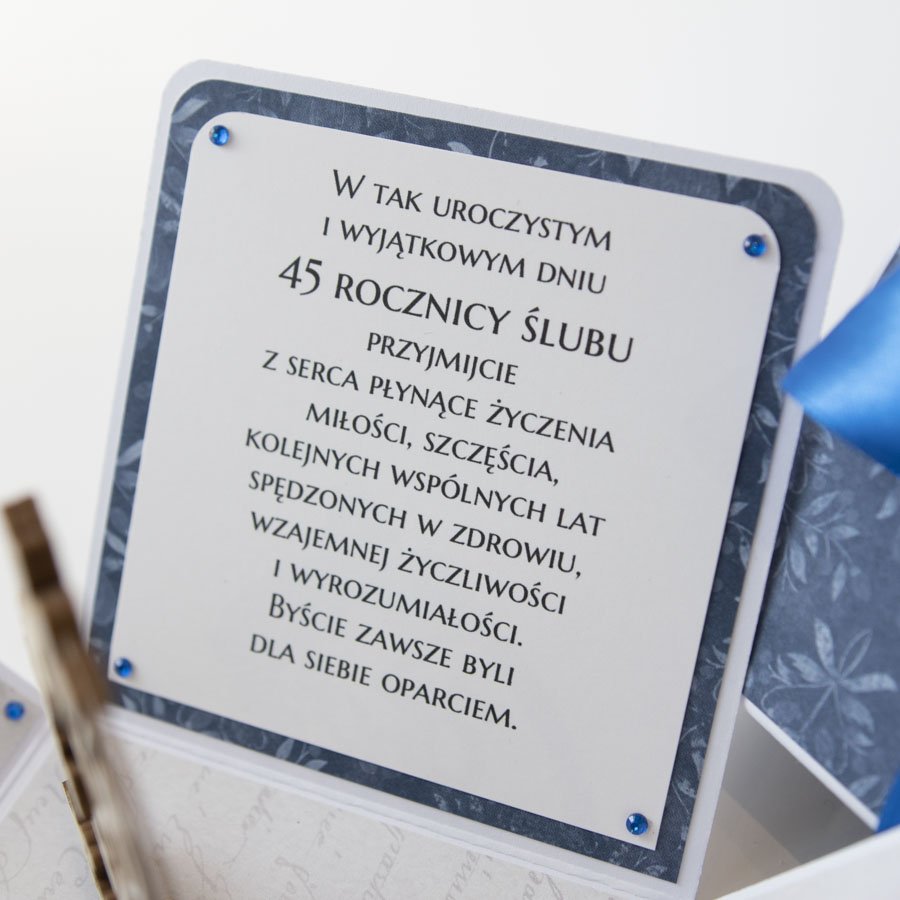 W TAK UROCZYSTYM
I WYJĄTKOWYM DNIU
45 ROCZNICY ŚLUBU
PRZYJMIJCIE
Z SERCA PŁYNĄCE ŻYCZENIA
MIŁOŚCI, SZCZĘŚCIA,
KOLEJNYCH WSPÓLNYCH LAT
SPĘDZONYCH W ZDROWIU,
WZAJEMNEJ ŻYCZLIWOŚCI
I WYROZUMIAŁOŚCI.
BYŚCIE ZAWSZE BYLI
DLA SIEBIE OPARCIEM.